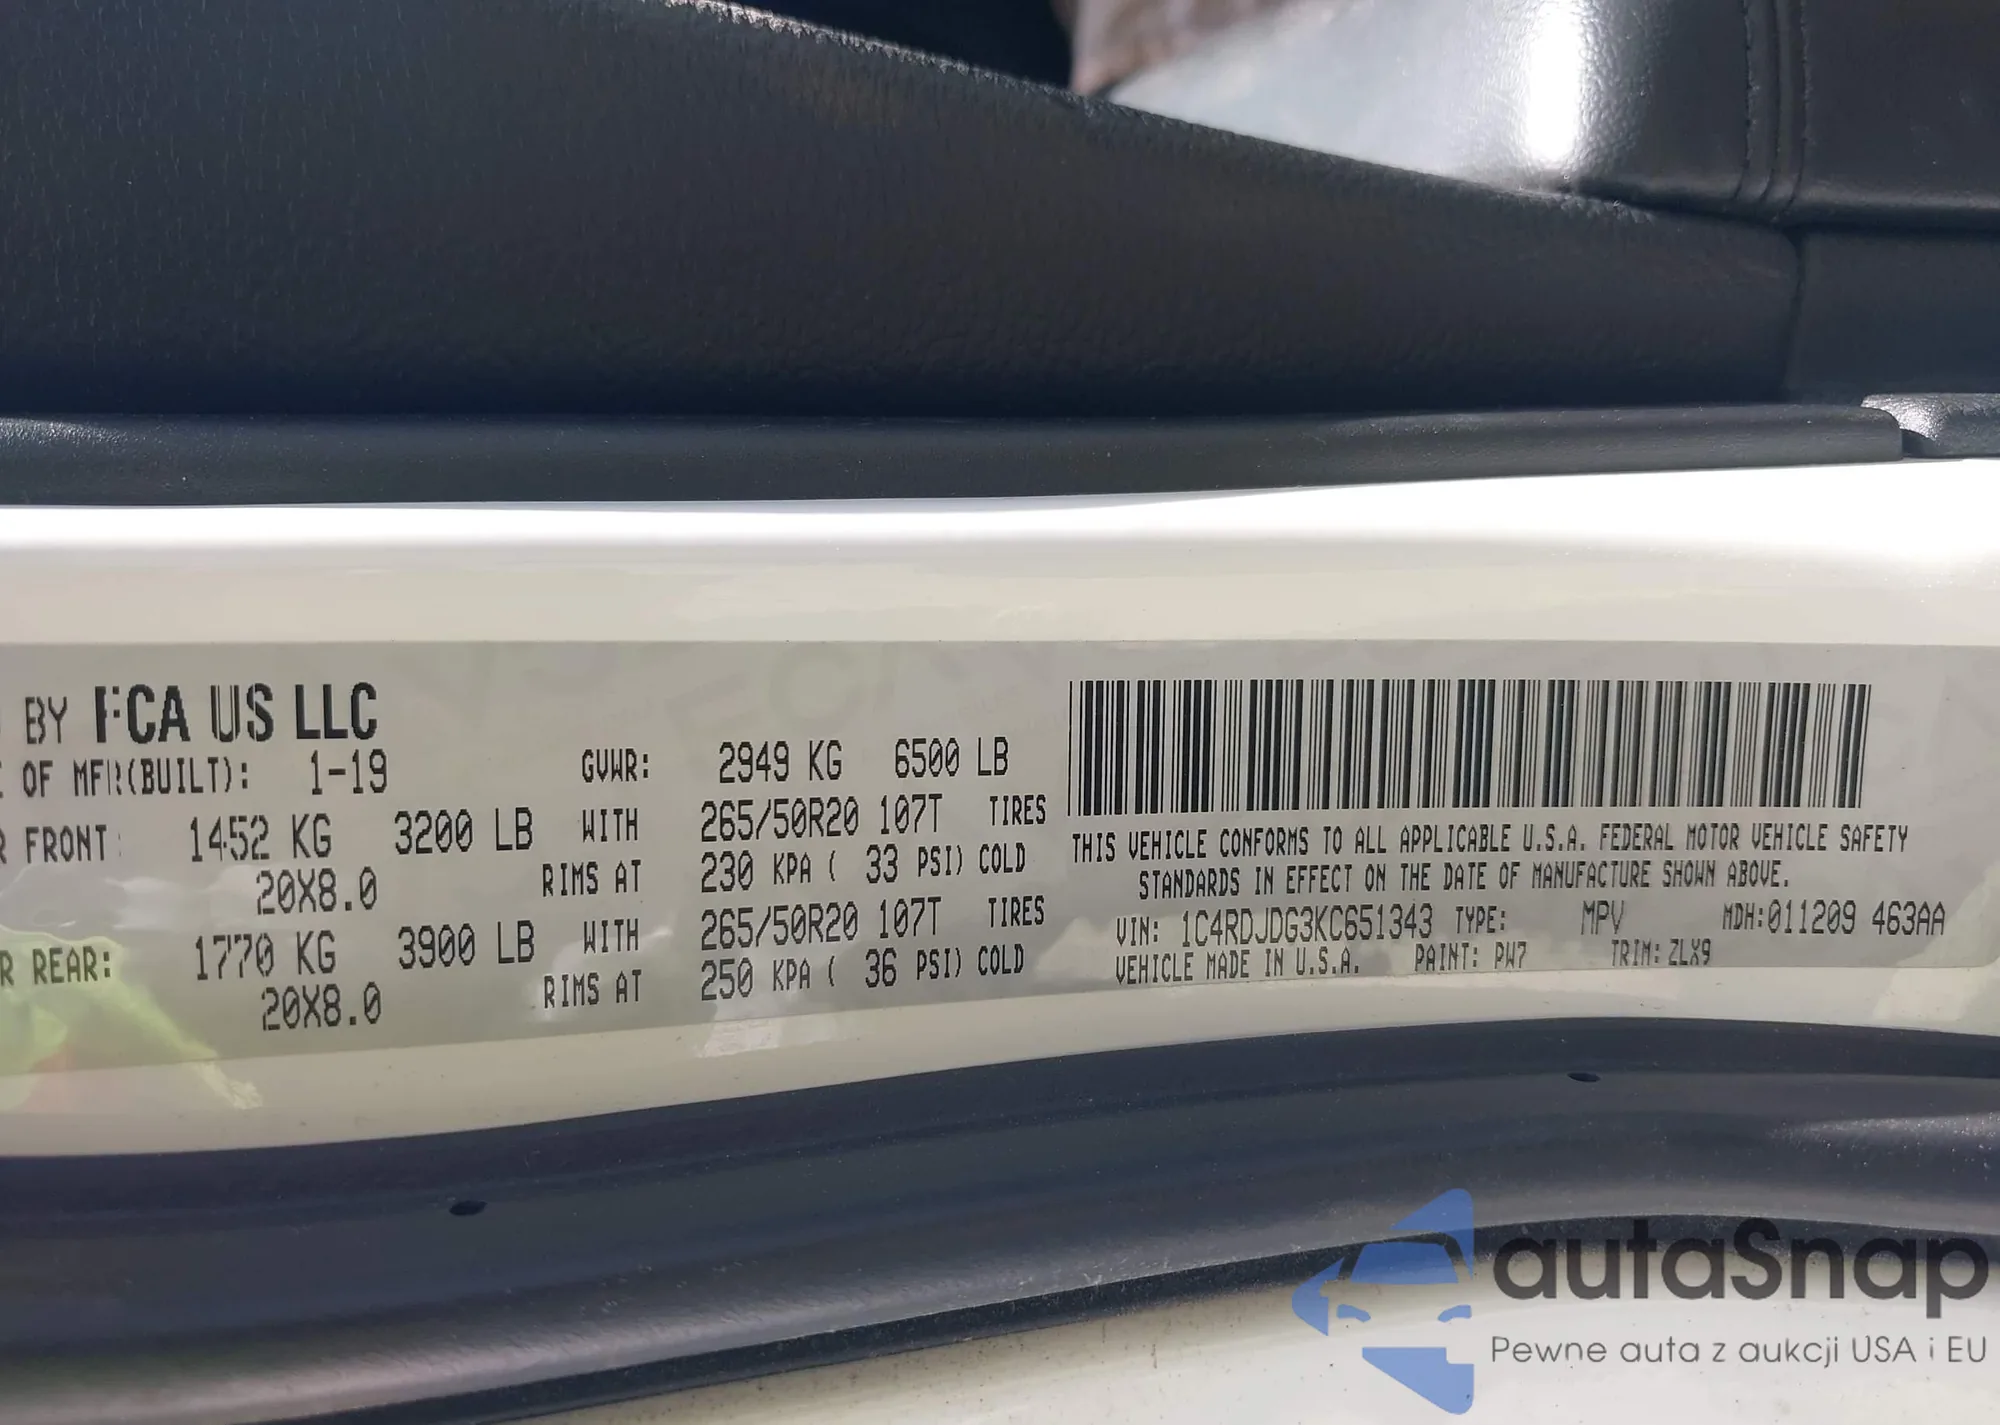 BY FCA US LLC
OF MFR(BUILT): 1-19 GVWR: 2949 KG 6500 LB
R FRONT: 1452 KG 3200 LB WITH 265/50R20 107T TIRES
20X8.0 RIMS AT 230 KPA ( 33 PSI) COLD
R REAR: 1770 KG 3900 LB WITH 265/50R20 107T TIRES
20X8.0 RIMS AT 250 KPA ( 36 PSI) COLD
THIS VEHICLE CONFORMS TO ALL APPLICABLE U.S.A. FEDERAL MOTOR VEHICLE SAFETY
STANDARDS IN EFFECT ON THE DATE OF MANUFACTURE SHOWN ABOVE.
VIN: 1C4RDJDG3KC651343 TYPE: MPV MDH:011209 463AA
VEHICLE MADE IN U.S.A. PAINT: PW7 TRIM: ZLX9
autaSnap
Pewne auta z aukcji USA i EU